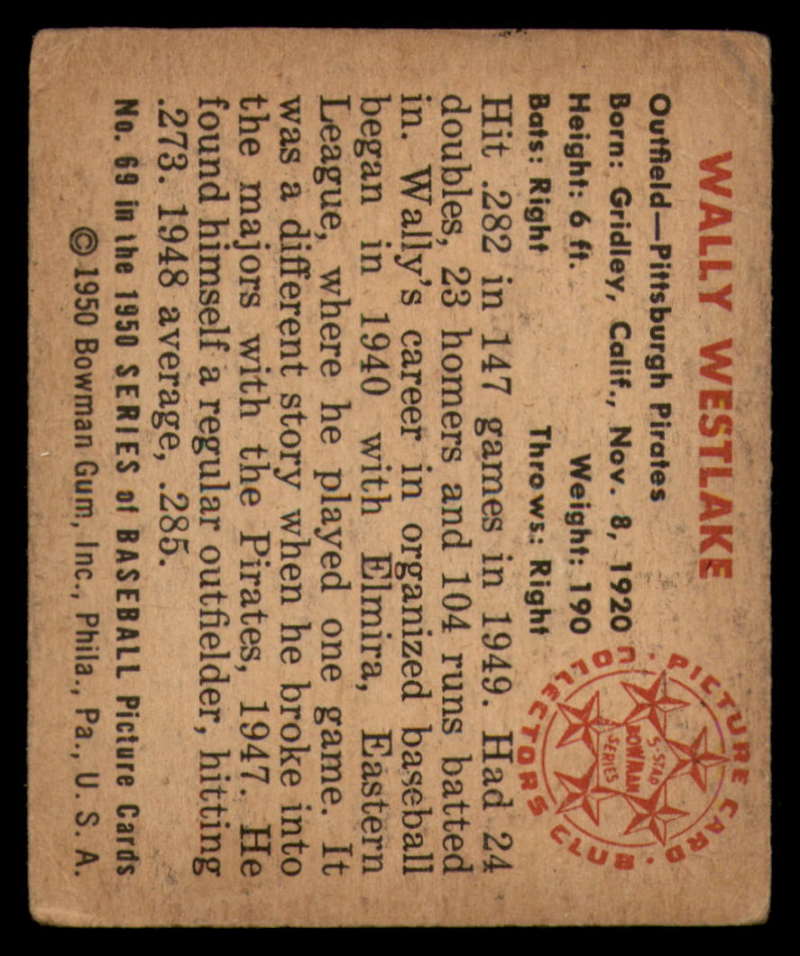 WALLY WESTLAKE
Outfield—Pittsburgh Pirates
Born: Gridley, Calif., Nov. 8, 1920
Height: 6 ft. Weight: 190
Bats: Right Throws: Right
PICTURE CARD COLLECTORS CLUB
5-STAR
BOWMAN
SERIES
Hit .282 in 147 games in 1949. Had 24
doubles, 23 homers and 104 runs batted
in. Wally's career in organized baseball
began in 1940 with Elmira, Eastern
League, where he played one game. It
was a different story when he broke into
the majors with the Pirates, 1947. He
found himself a regular outfielder, hitting
.273. 1948 average, .285.
No. 69 in the 1950 SERIES of BASEBALL Picture Cards
© 1950 Bowman Gum, Inc., Phila., Pa., U. S. A.